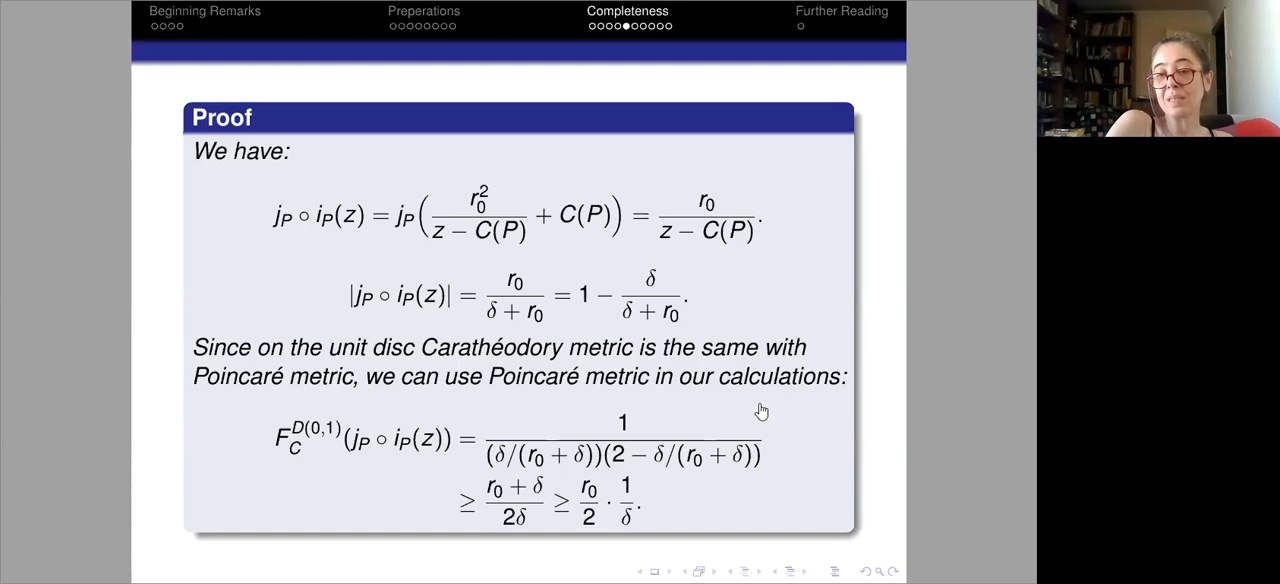 Beginning Remarks Preperations Completeness Further Reading
Proof
We have:
j_P ∘ i_P(z) = j_P( r_0^2 / (z − C(P)) + C(P) ) = r_0 / (z − C(P)).
|j_P ∘ i_P(z)| = r_0 / (δ + r_0) = 1 − δ / (δ + r_0).
Since on the unit disc Carathéodory metric is the same with
Poincaré metric, we can use Poincaré metric in our calculations:
F_C^{D(0,1)}(j_P ∘ i_P(z)) = 1 / ((δ/(r_0 + δ))(2 − δ/(r_0 + δ)))
≥ (r_0 + δ) / 2δ ≥ r_0 / 2 · 1 / δ.